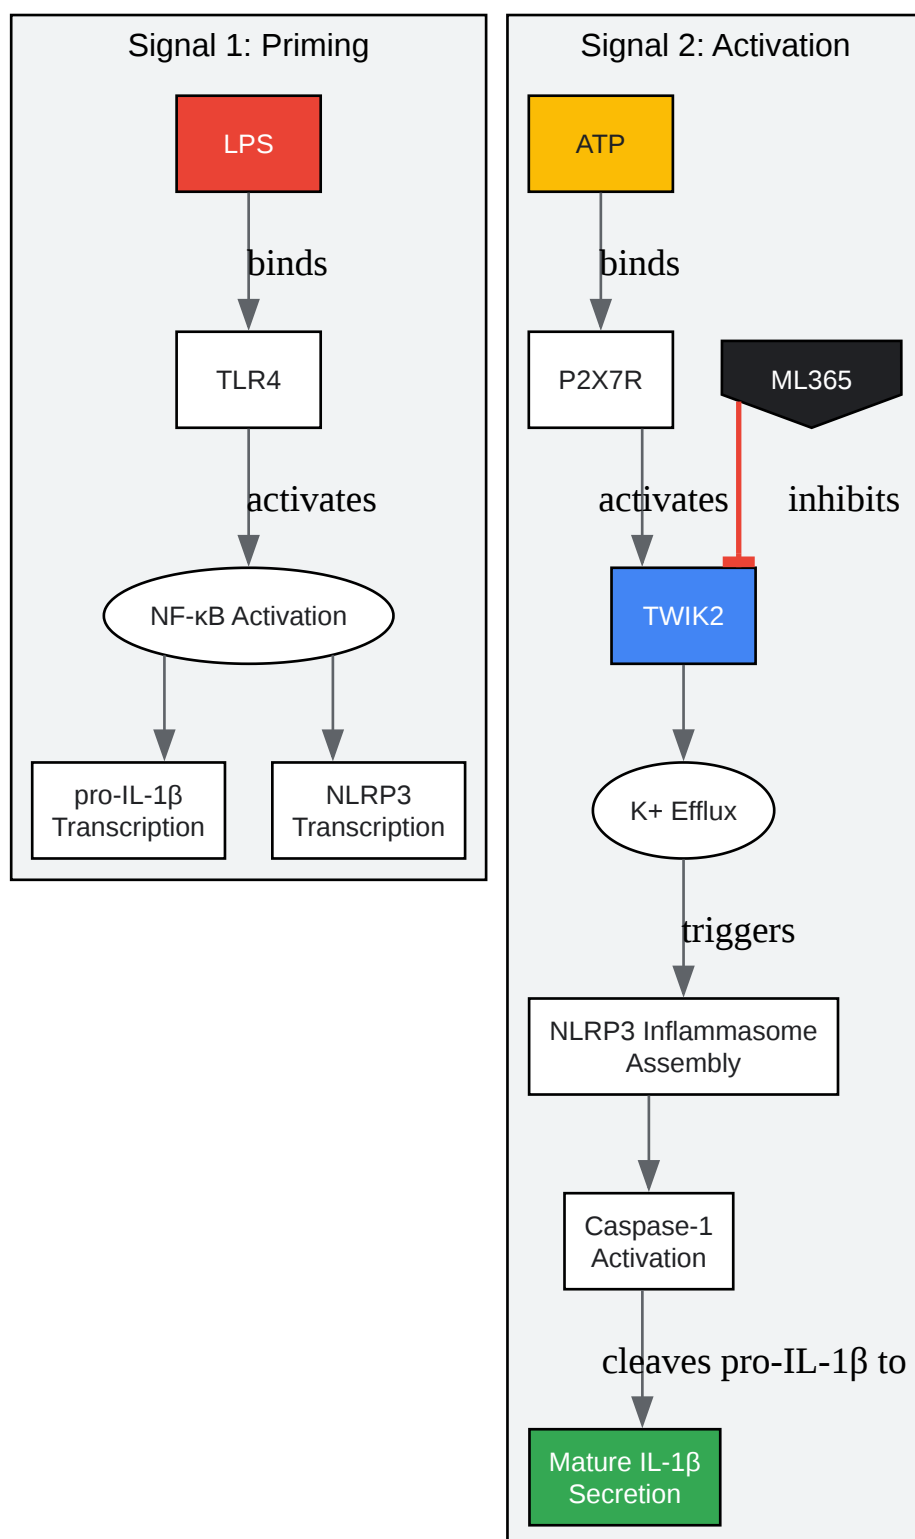 Signal 1: Priming
LPS
binds
TLR4
activates
NF-κB Activation
pro-IL-1β
Transcription
NLRP3
Transcription
Signal 2: Activation
ATP
binds
P2X7R
ML365
activates
inhibits
TWIK2
K+ Efflux
triggers
NLRP3 Inflammasome
Assembly
Caspase-1
Activation
cleaves pro-IL-1β to
Mature IL-1β
Secretion